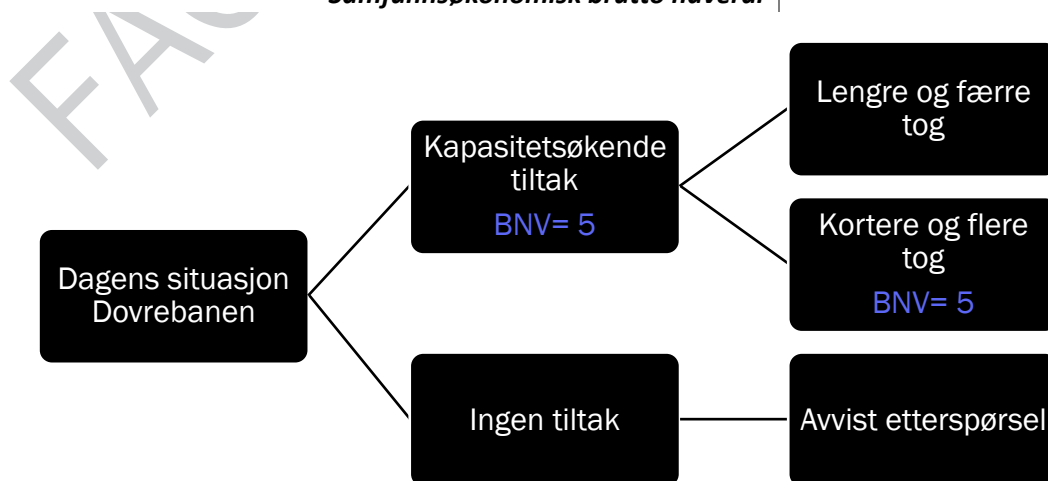 Samfunnsøkonomisk brutto nåverdi
FAG
Lengre og færre
tog
Kapasitetsøkende
tiltak
BNV= 5
Kortere og flere
tog
BNV= 5
Dagens situasjon
Dovrebanen
Ingen tiltak
Avvist etterspørsel